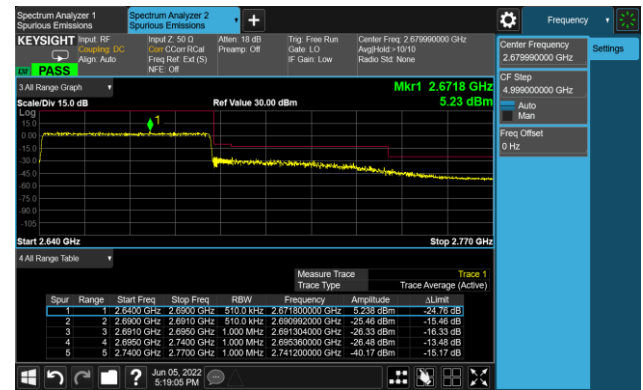 Spectrum Analyzer 1
Spurious Emissions
Spectrum Analyzer 2
Spurious Emissions
Frequency
KEYSIGHT
Input: RF
Coupling: DC
Align: Auto
Input Z: 50 Ω
Corr CCorr RCal
Freq Ref: Ext (S)
NFE: Off
Atten: 18 dB
Preamp: Off
Trig: Free Run
Gate: LO
IF Gain: Low
Center Freq: 2.679990000 GHz
Avg|Hold:>10/10
Radio Std: None
PASS
Center Frequency
2.679990000 GHz
Settings
CF Step
4.999000000 GHz
Auto
Man
Freq Offset
0 Hz
3 All Range Graph
Mkr1 2.6718 GHz
5.23 dBm
Scale/Div 15.0 dB
Ref Value 30.00 dBm
Log
15.0
0.00
-15.0
-30.0
-45.0
-60.0
-75.0
-90.0
-105
1
Start 2.640 GHz
Stop 2.770 GHz
4 All Range Table
Measure Trace Trace 1
Trace Type Trace Average (Active)
Spur Range Start Freq Stop Freq RBW Frequency Amplitude ΔLimit
1 1 2.6400 GHz 2.6900 GHz 510.0 kHz 2.671800000 GHz 5.238 dBm -24.76 dB
2 2 2.6900 GHz 2.6910 GHz 510.0 kHz 2.690992000 GHz -25.46 dBm -15.46 dB
3 3 2.6910 GHz 2.6950 GHz 1.000 MHz 2.691304000 GHz -26.33 dBm -16.33 dB
4 4 2.6950 GHz 2.7400 GHz 1.000 MHz 2.695360000 GHz -26.48 dBm -13.48 dB
5 5 2.7400 GHz 2.7700 GHz 1.000 MHz 2.741200000 GHz -40.17 dBm -15.17 dB
Jun 05, 2022
5:19:05 PM